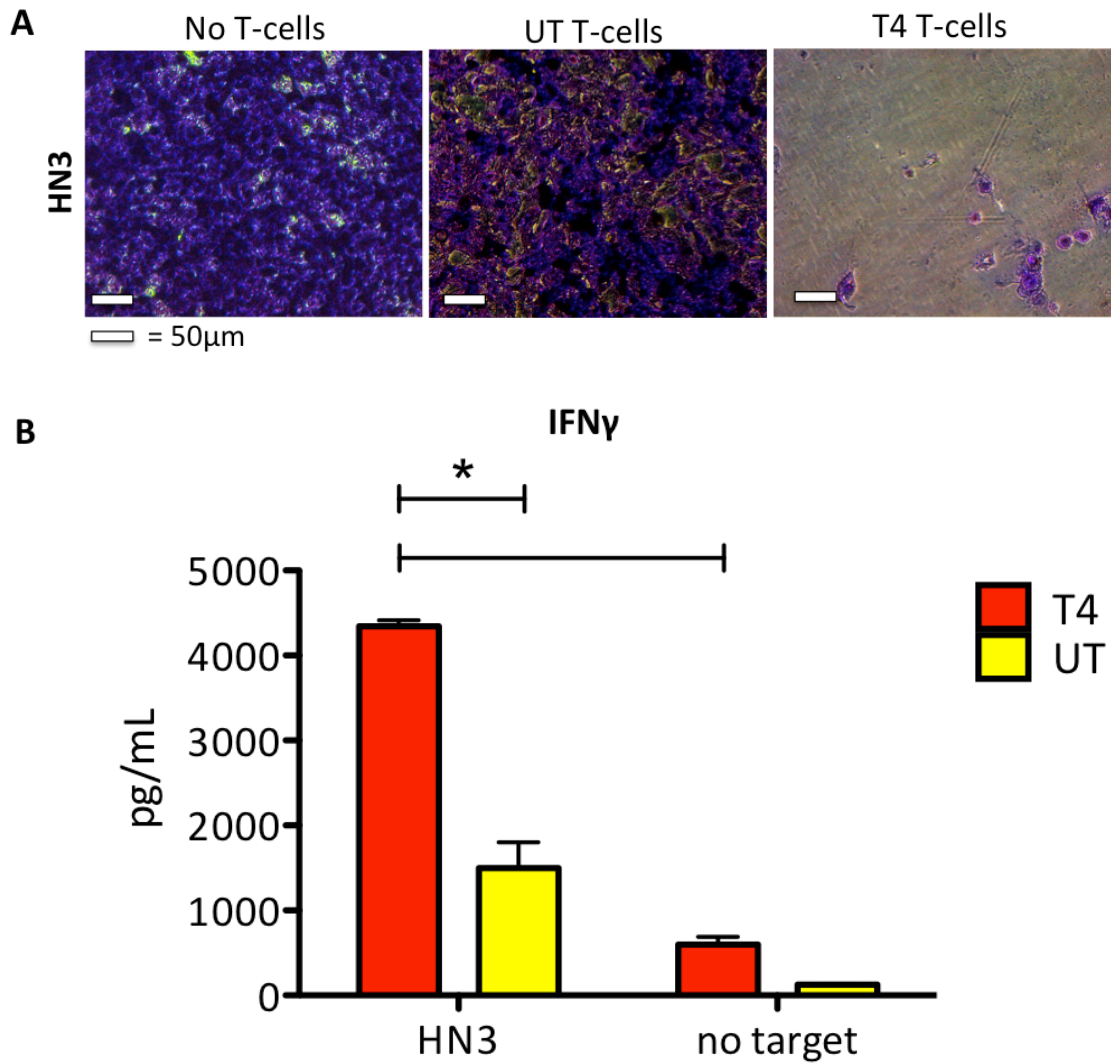 A
No T-cells
UT T-cells
T4 T-cells
HN3
= 50µm
B
IFNγ
*
5000
4000
3000
2000
1000
0
pg/mL
T4
UT
HN3
no target